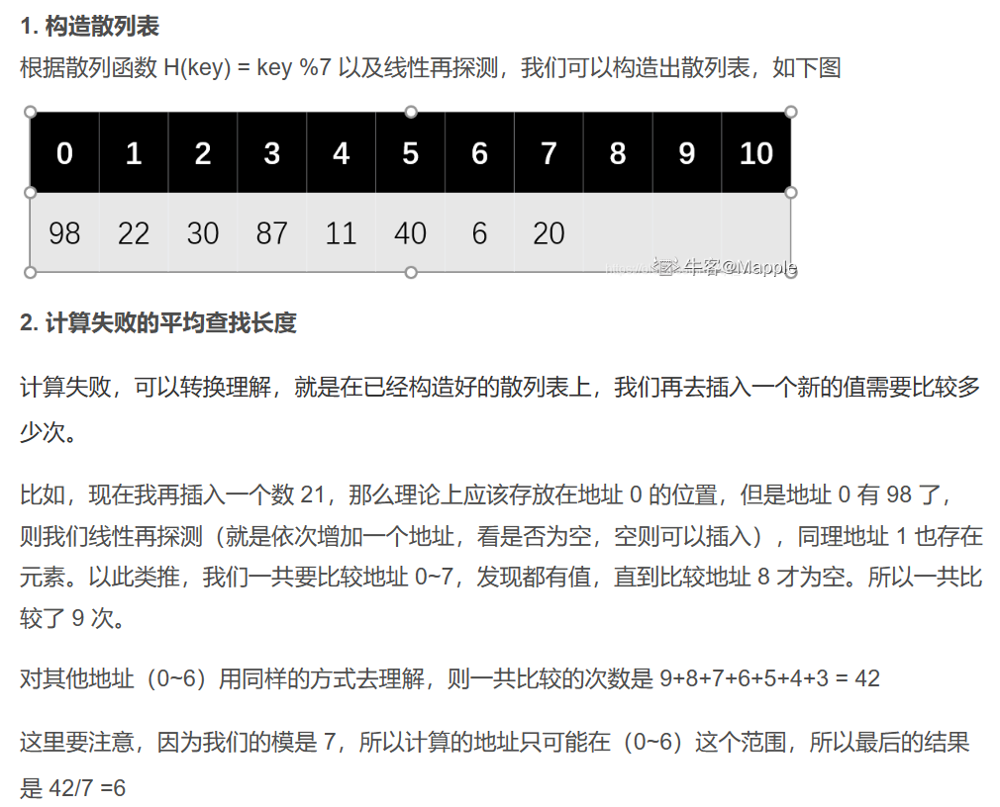 1. 构造散列表
根据散列函数 H(key) = key %7 以及线性再探测，我们可以构造出散列表，如下图
0 1 2 3 4 5 6 7 8 9 10
98 22 30 87 11 40 6 20
牛客@Mapple
2. 计算失败的平均查找长度
计算失败，可以转换理解，就是在已经构造好的散列表上，我们再去插入一个新的值需要比较多
少次。
比如，现在我再插入一个数 21，那么理论上应该存放在地址 0 的位置，但是地址 0 有 98 了，
则我们线性再探测（就是依次增加一个地址，看是否为空，空则可以插入），同理地址 1 也存在
元素。以此类推，我们一共要比较地址 0~7，发现都有值，直到比较地址 8 才为空。所以一共比
较了 9 次。
对其他地址（0~6）用同样的方式去理解，则一共比较的次数是 9+8+7+6+5+4+3 = 42
这里要注意，因为我们的模是 7，所以计算的地址只可能在（0~6）这个范围，所以最后的结果
是 42/7 =6